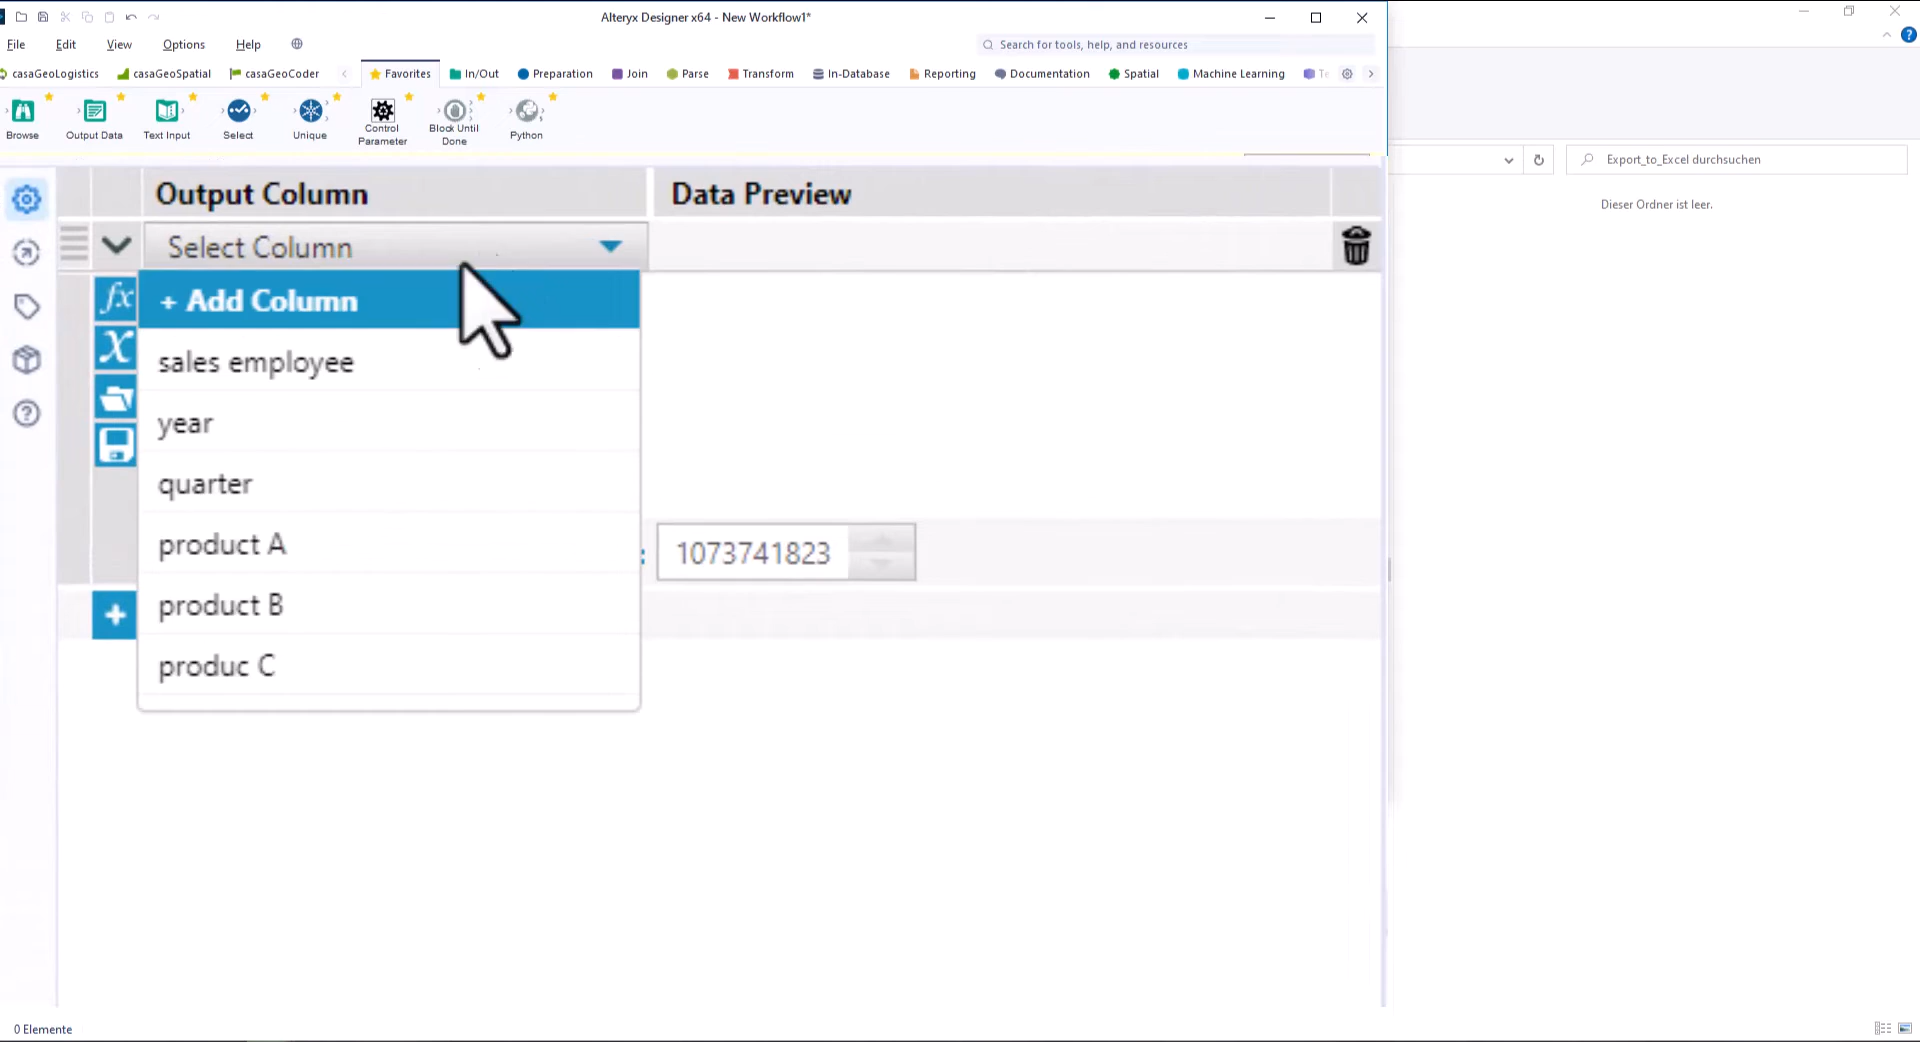 Alteryx Designer x64 - New Workflow1*
File Edit View Options Help
Search for tools, help, and resources
casaGeoLogistics casaGeoSpatial casaGeoCoder Favorites In/Out Preparation Join Parse Transform In-Database Reporting Documentation Spatial Machine Learning
Browse Output Data Text Input Select Unique Control Parameter Block Until Done Python
Export_to_Excel durchsuchen
Dieser Ordner ist leer.
Output Column Data Preview
Select Column
+ Add Column
sales employee
year
quarter
product A
: 1073741823
product B
produc C
0 Elemente